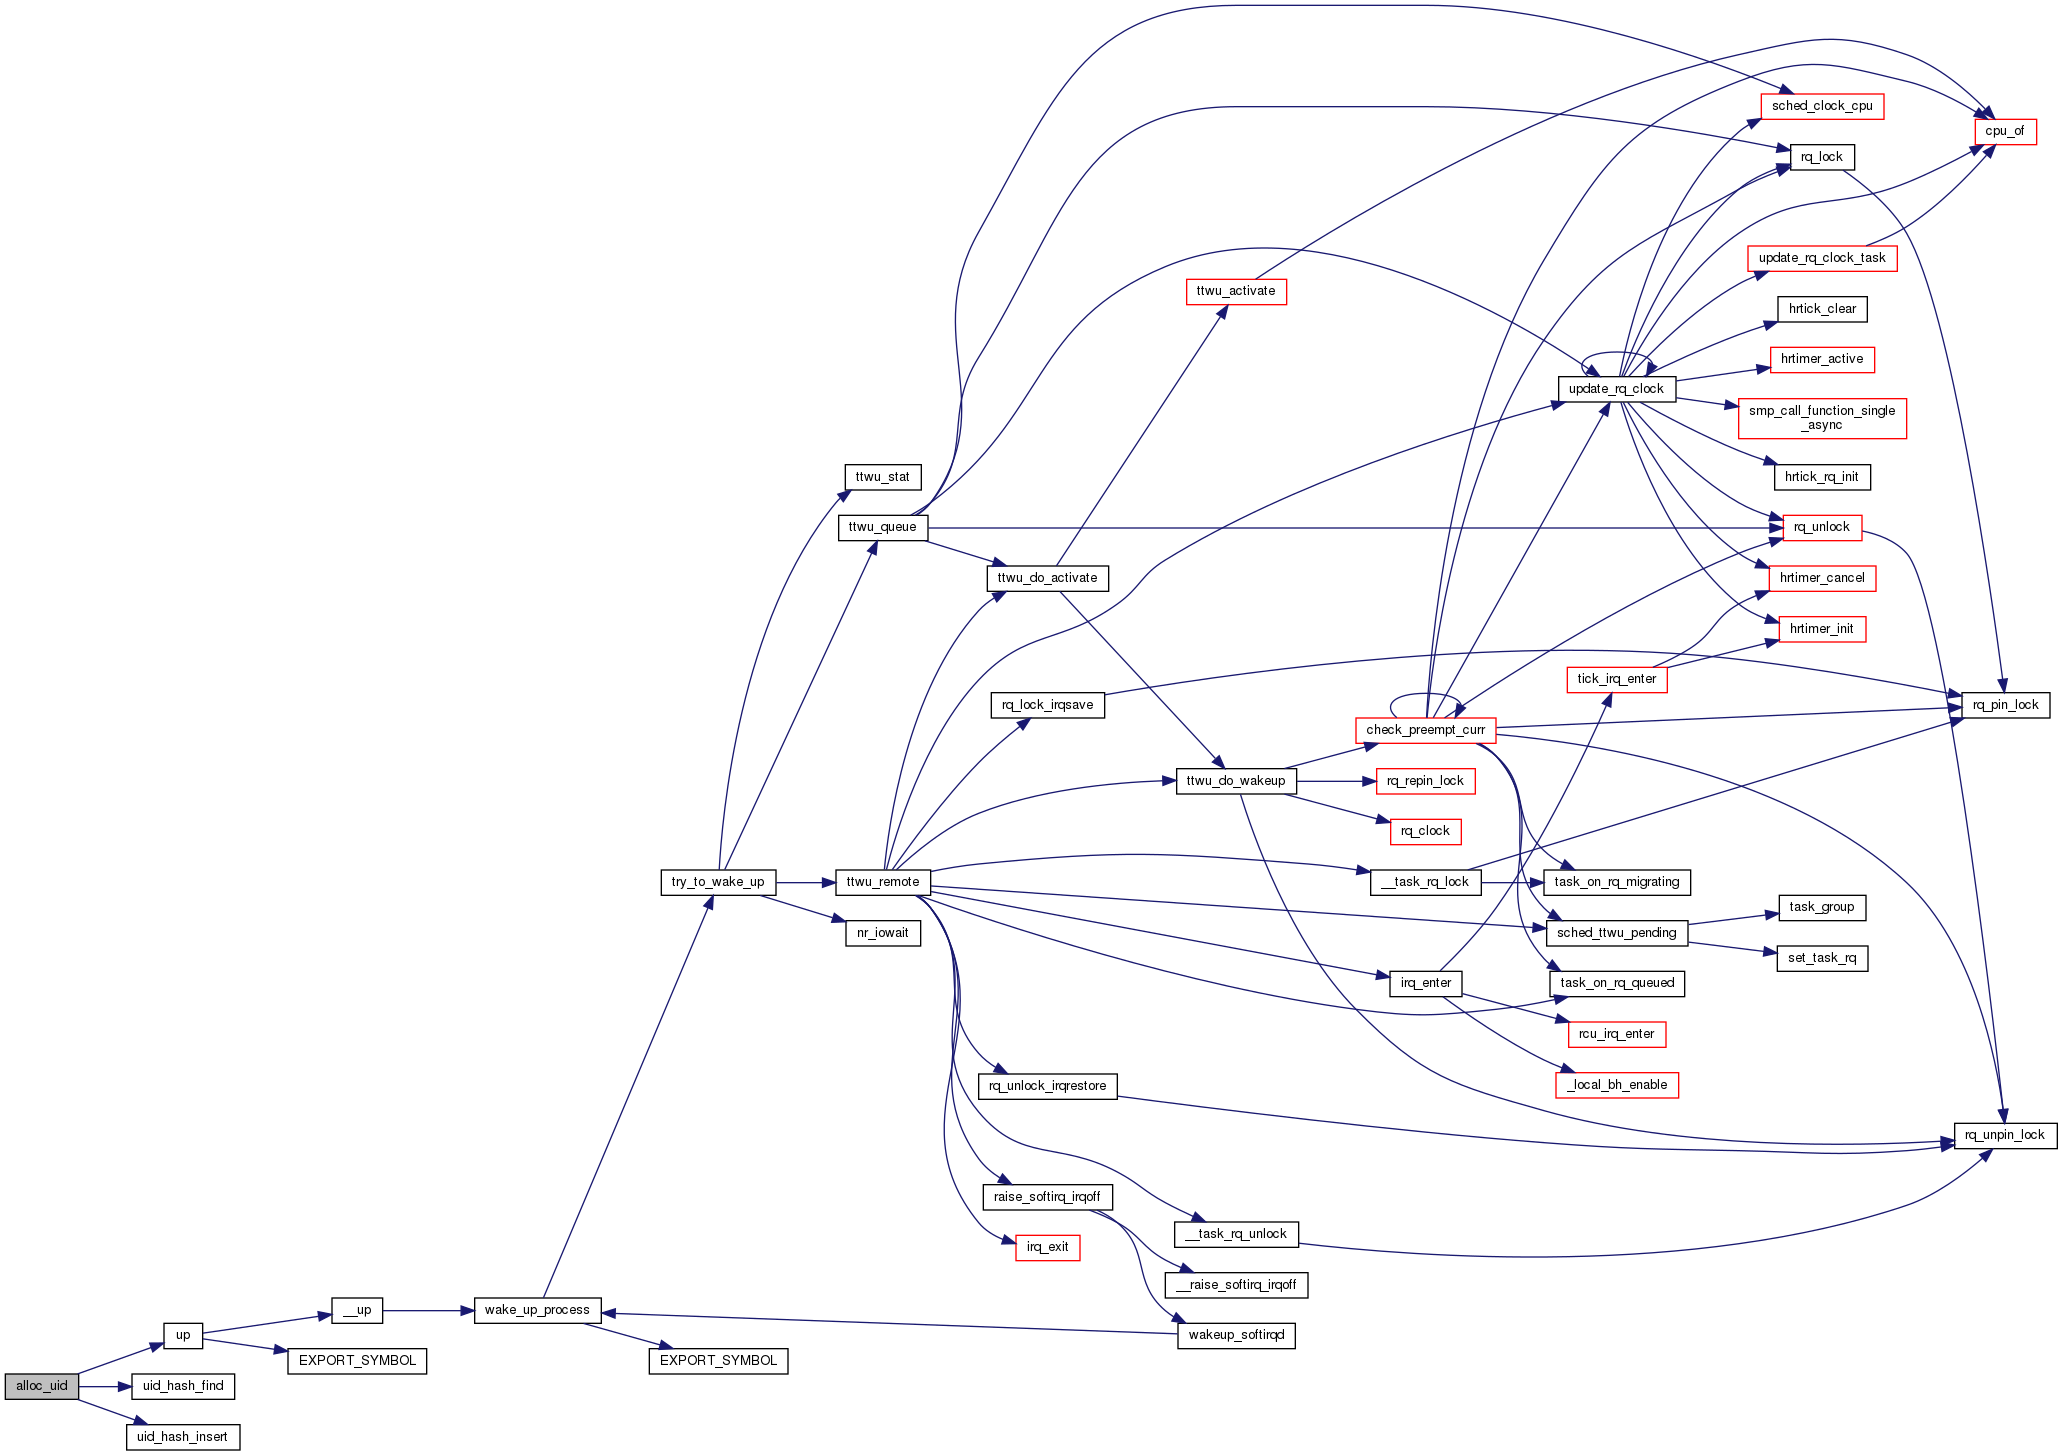 sched_clock_cpu
cpu_of
rq_lock
update_rq_clock_task
ttwu_activate
hrtick_clear
hrtimer_active
update_rq_clock
smp_call_function_single
_async
ttwu_stat
hrtick_rq_init
ttwu_queue
rq_unlock
ttwu_do_activate
hrtimer_cancel
hrtimer_init
tick_irq_enter
rq_lock_irqsave
rq_pin_lock
check_preempt_curr
ttwu_do_wakeup
rq_repin_lock
rq_clock
try_to_wake_up
ttwu_remote
__task_rq_lock
task_on_rq_migrating
task_group
nr_iowait
sched_ttwu_pending
set_task_rq
irq_enter
task_on_rq_queued
rcu_irq_enter
rq_unlock_irqrestore
_local_bh_enable
rq_unpin_lock
raise_softirq_irqoff
__task_rq_unlock
irq_exit
__raise_softirq_irqoff
__up
wake_up_process
up
wakeup_softirqd
EXPORT_SYMBOL
EXPORT_SYMBOL
alloc_uid
uid_hash_find
uid_hash_insert